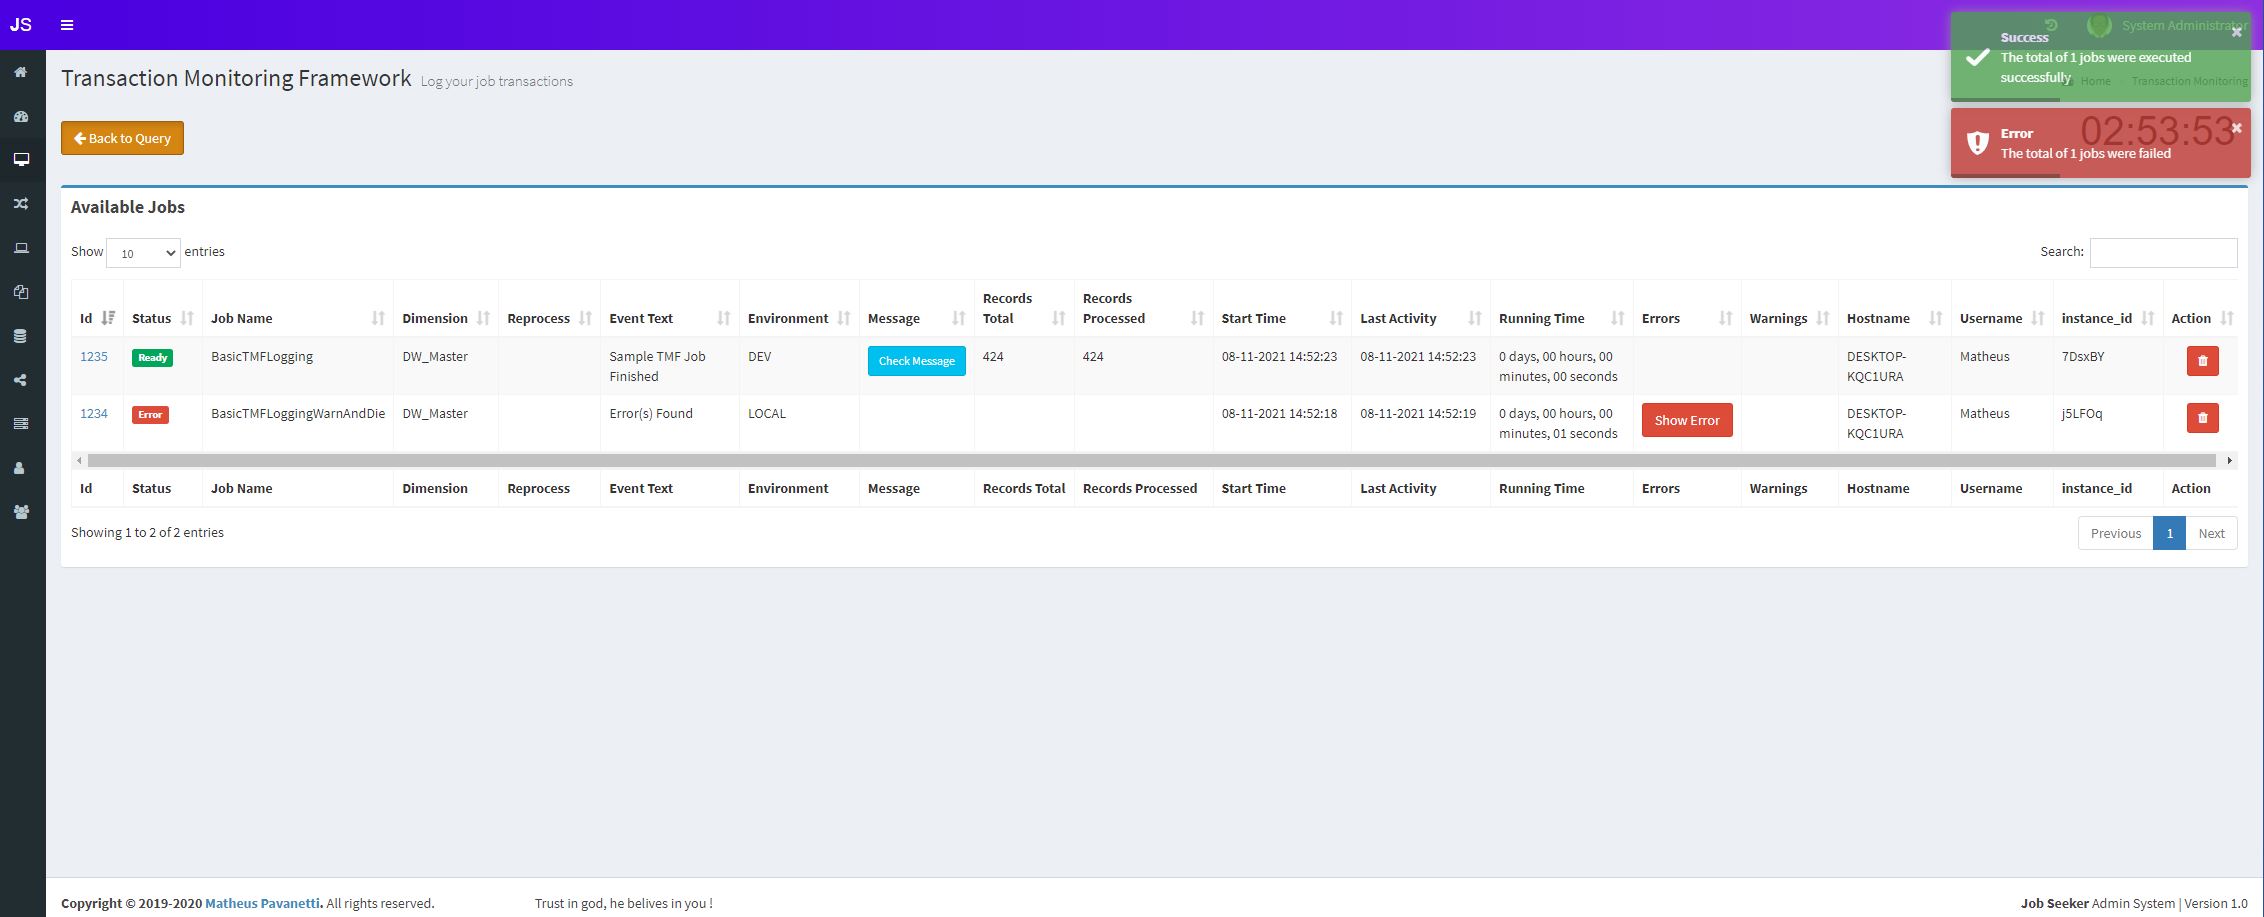 JS
System Administrator
Success
The total of 1 jobs were executed
successfully
Transaction Monitoring Framework Log your job transactions
Home Transaction Monitoring
Back to Query
02:53:53
Error
The total of 1 jobs were failed
Available Jobs
Show 10 entries
Search:
Id Status Job Name Dimension Reprocess Event Text Environment Message Records Total Records Processed Start Time Last Activity Running Time Errors Warnings Hostname Username instance_id Action
1235 Ready BasicTMFLogging DW_Master Sample TMF Job Finished DEV Check Message 424 424 08-11-2021 14:52:23 08-11-2021 14:52:23 0 days, 00 hours, 00 minutes, 00 seconds DESKTOP-KQC1URA Matheus 7DsxBY
1234 Error BasicTMFLoggingWarnAndDie DW_Master Error(s) Found LOCAL 08-11-2021 14:52:18 08-11-2021 14:52:19 0 days, 00 hours, 00 minutes, 01 seconds Show Error DESKTOP-KQC1URA Matheus j5LFOq
Id Status Job Name Dimension Reprocess Event Text Environment Message Records Total Records Processed Start Time Last Activity Running Time Errors Warnings Hostname Username instance_id Action
Showing 1 to 2 of 2 entries
Previous 1 Next
Copyright © 2019-2020 Matheus Pavanetti. All rights reserved. Trust in god, he belives in you ! Job Seeker Admin System | Version 1.0